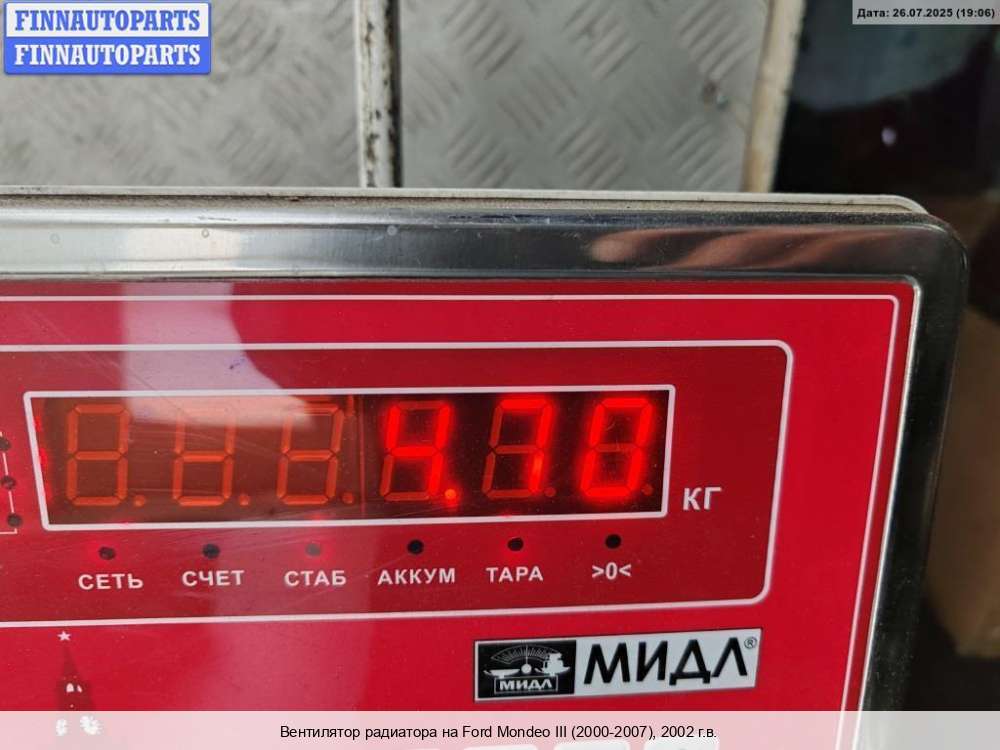 FINNAUTOPARTS
FINNAUTOPARTS
Дата: 26.07.2025 (19:06)
4.70
КГ
СЕТЬ СЧЕТ СТАБ АККУМ ТАРА >0<
МИДЛ МИДЛ®
Вентилятор радиатора на Ford Mondeo III (2000-2007), 2002 г.в.